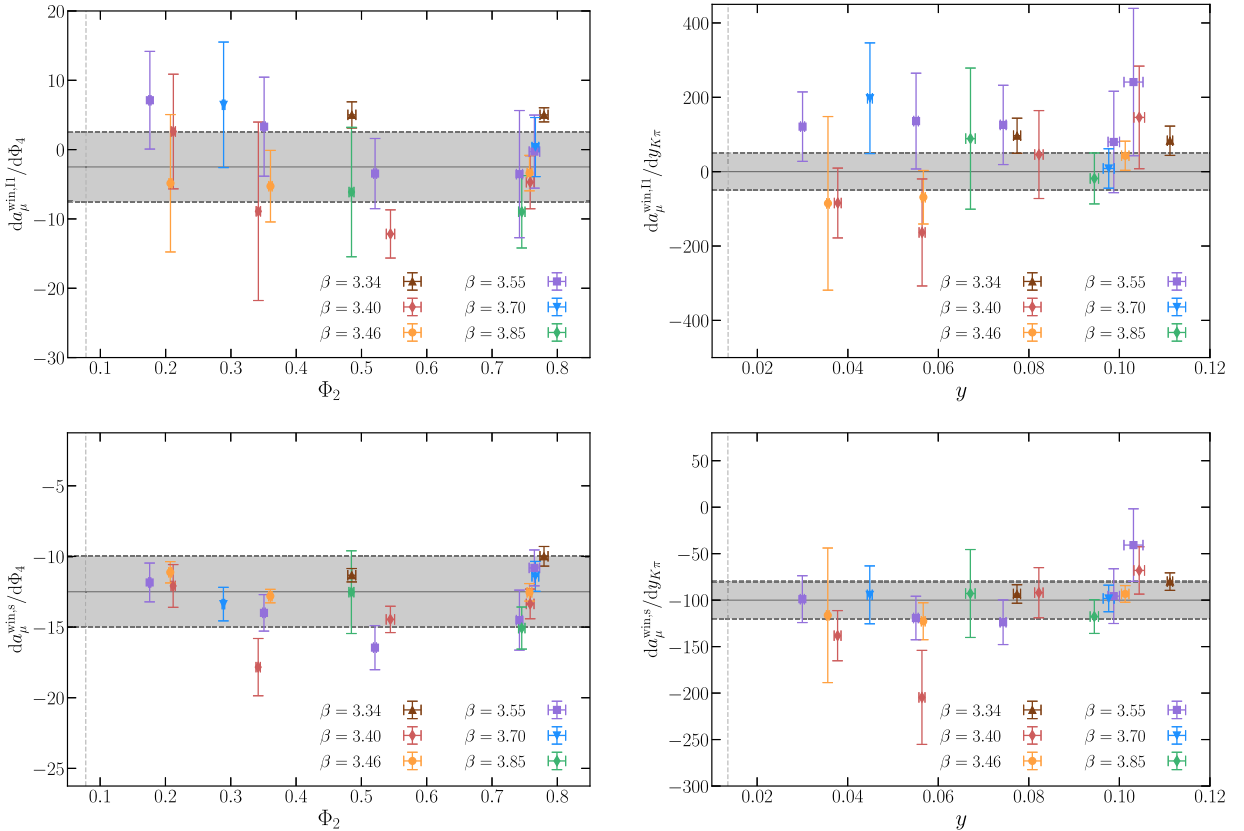 20
10
0
−10
−20
−30
da_μ^{win,I1}/dΦ_4
β = 3.34
β = 3.40
β = 3.46
β = 3.55
β = 3.70
β = 3.85
0.1 0.2 0.3 0.4 0.5 0.6 0.7 0.8
Φ_2
400
200
0
−200
−400
da_μ^{win,I1}/dy_{Kπ}
β = 3.34
β = 3.40
β = 3.46
β = 3.55
β = 3.70
β = 3.85
0.02 0.04 0.06 0.08 0.10 0.12
y
−5
−10
−15
−20
−25
da_μ^{win,s}/dΦ_4
β = 3.34
β = 3.40
β = 3.46
β = 3.55
β = 3.70
β = 3.85
0.1 0.2 0.3 0.4 0.5 0.6 0.7 0.8
Φ_2
50
0
−50
−100
−150
−200
−250
−300
da_μ^{win,s}/dy_{Kπ}
β = 3.34
β = 3.40
β = 3.46
β = 3.55
β = 3.70
β = 3.85
0.02 0.04 0.06 0.08 0.10 0.12
y